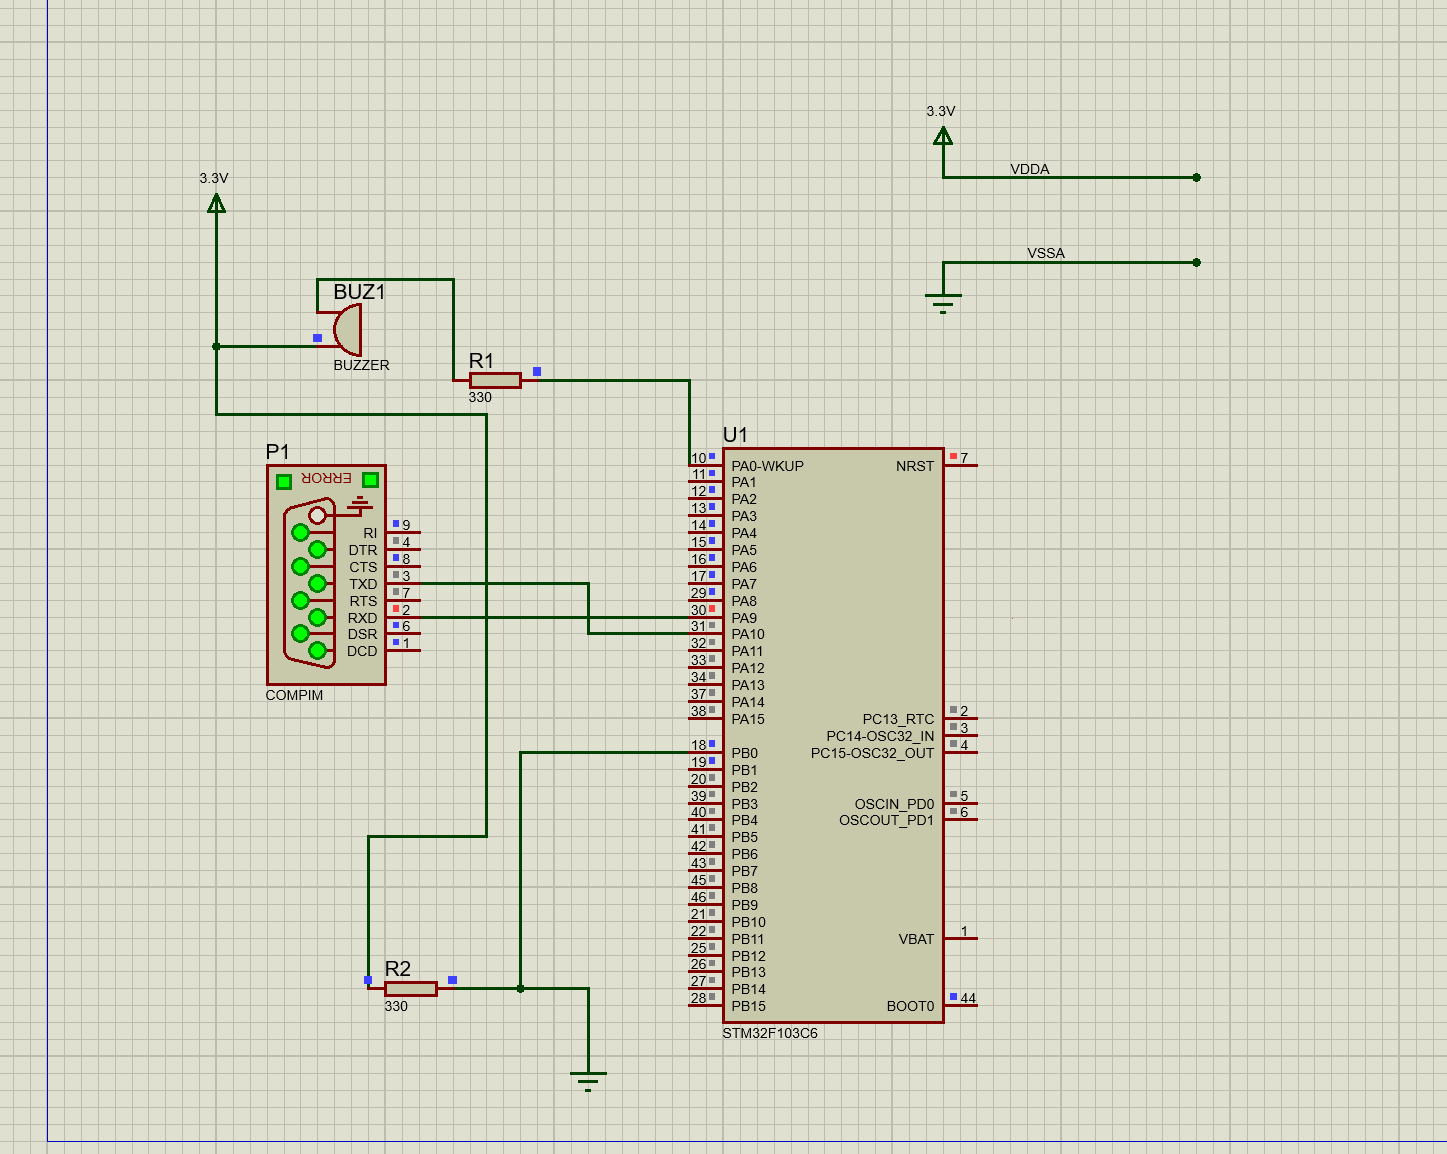 3.3V
VDDA
3.3V
VSSA
BUZ1
BUZZER
R1
330
U1
P1
ERROR
10 PA0-WKUP NRST 7
11 PA1
12 PA2
13 PA3
9 RI
14 PA4
4 DTR
15 PA5
8 CTS
16 PA6
3 TXD
17 PA7
7 RTS
29 PA8
2 RXD
30 PA9
6 DSR
31 PA10
1 DCD
32 PA11
33 PA12
34 PA13
COMPIM
37 PA14
38 PA15 PC13_RTC 2
PC14-OSC32_IN 3
18 PB0 PC15-OSC32_OUT 4
19 PB1
20 PB2
39 PB3 OSCIN_PD0 5
40 PB4 OSCOUT_PD1 6
41 PB5
42 PB6
43 PB7
45 PB8
46 PB9
21 PB10
22 PB11 VBAT 1
25 PB12
26 PB13
R2
27 PB14
330
28 PB15 BOOT0 44
STM32F103C6